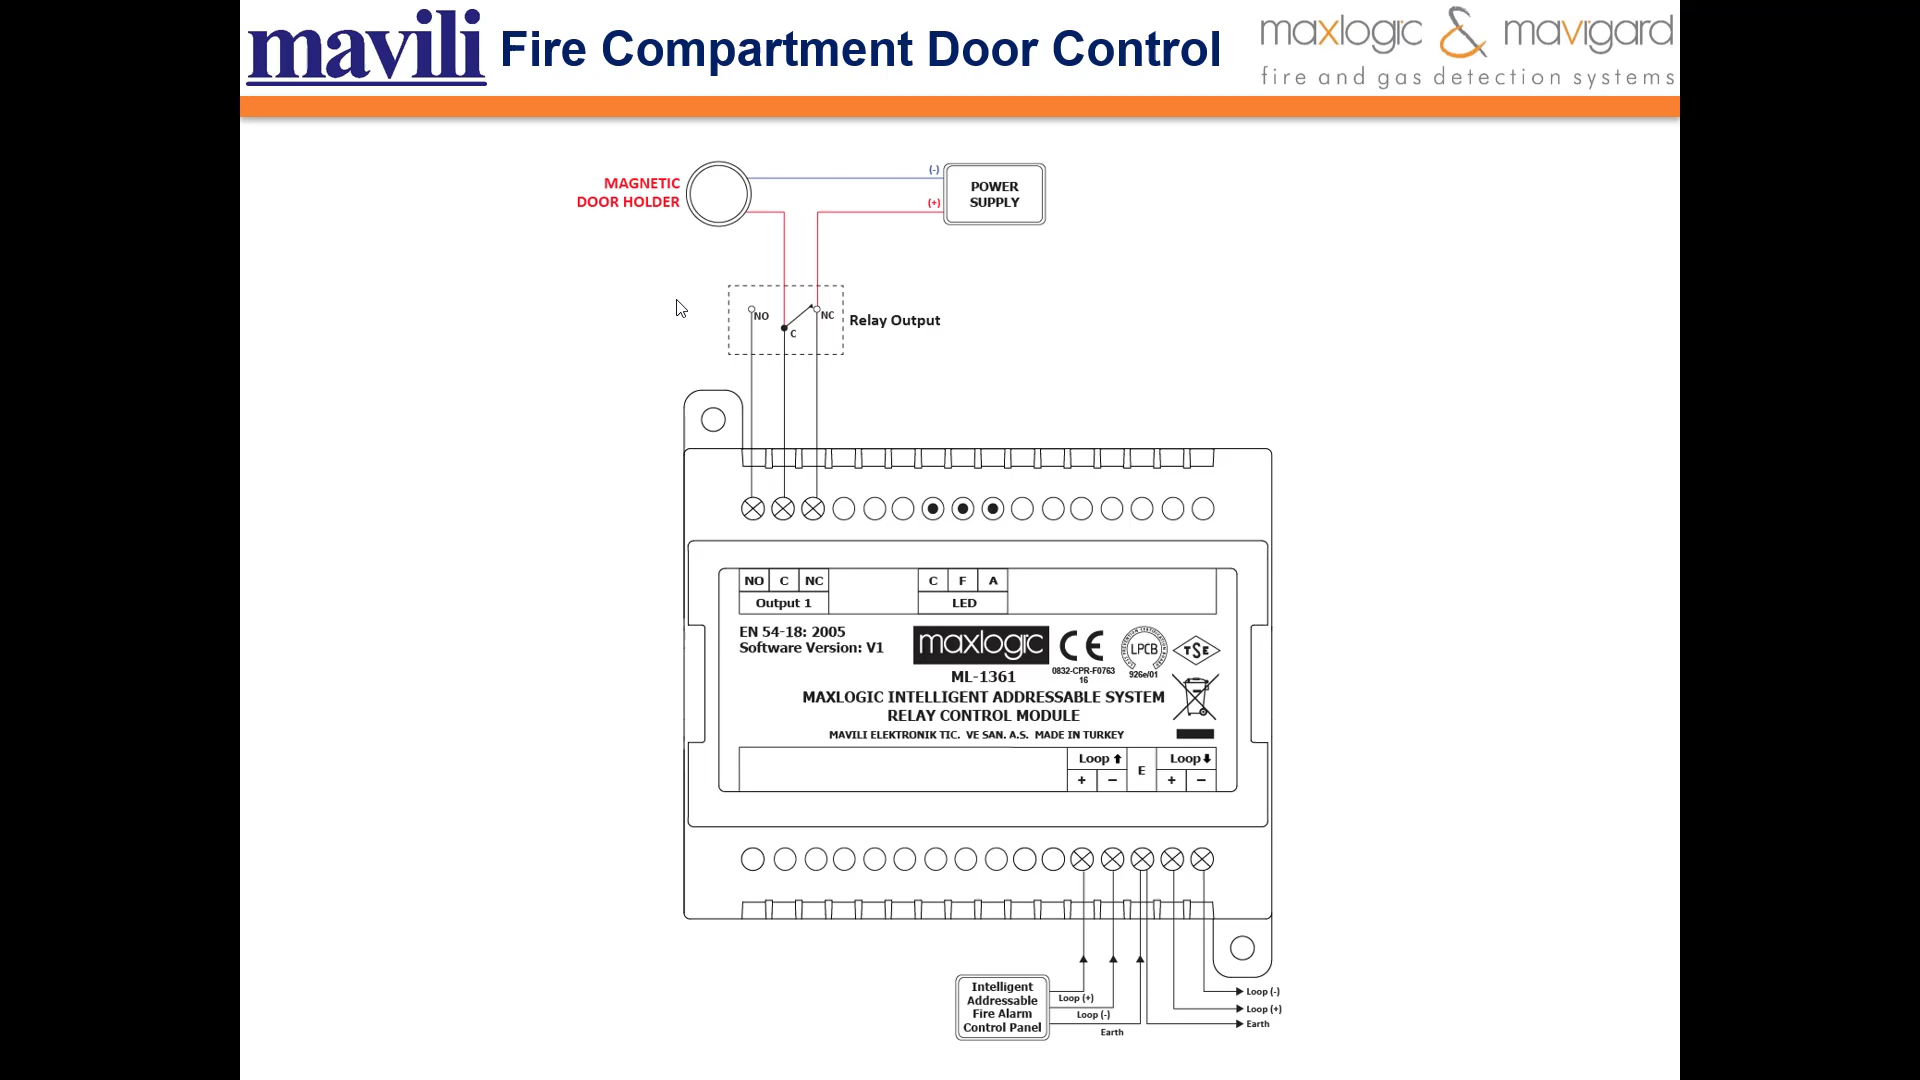 mavili
Fire Compartment Door Control
maxlogic & mavigard
fire and gas detection systems
MAGNETIC
DOOR HOLDER
(-)
(+)
POWER
SUPPLY
NO
C
NC
Relay Output
NO C NC
Output 1
C F A
LED
EN 54-18: 2005
Software Version: V1
maxlogic
CE
0832-CPR-F0763
16
LPCB
926e/01
TSE
ML-1361
MAXLOGIC INTELLIGENT ADDRESSABLE SYSTEM
RELAY CONTROL MODULE
MAVILI ELEKTRONIK TIC. VE SAN. A.S. MADE IN TURKEY
Loop
+ −
E
Loop
+ −
Intelligent
Addressable
Fire Alarm
Control Panel
Loop (+)
Loop (-)
Earth
Loop (-)
Loop (+)
Earth